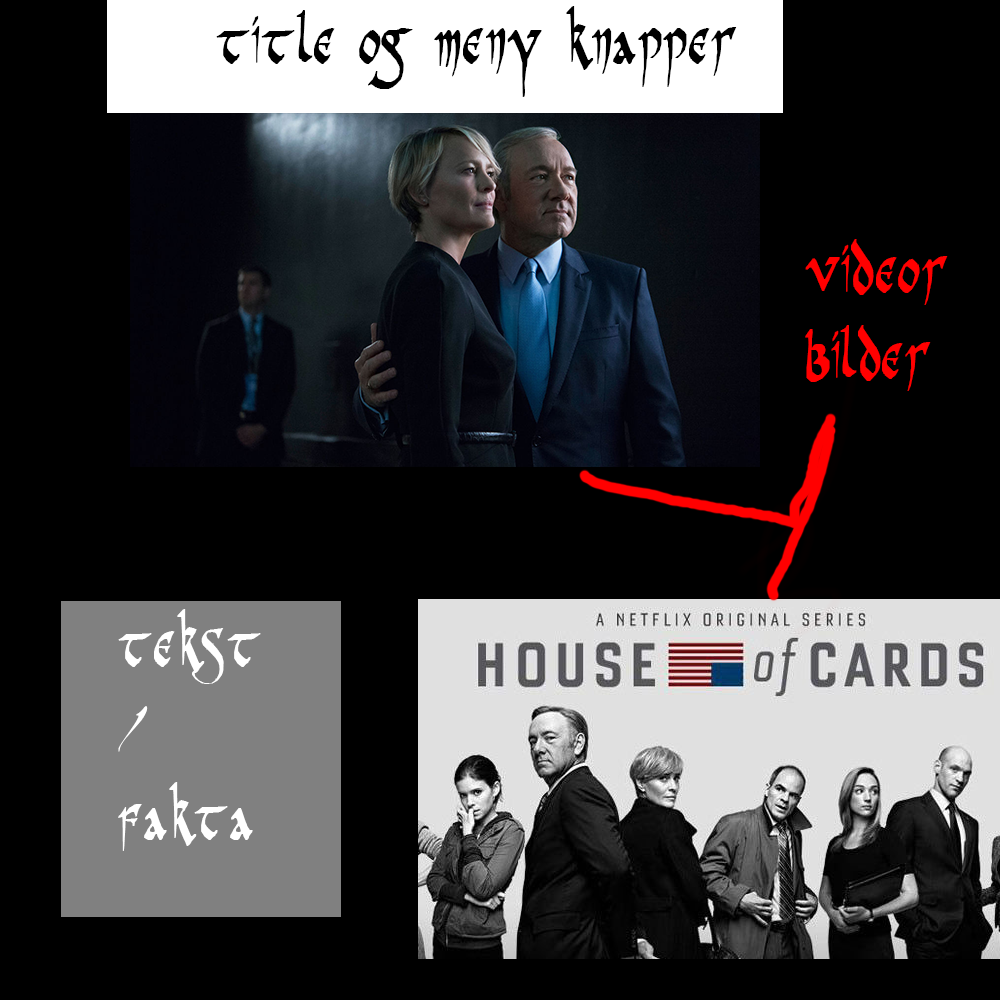 title og meny knapper
videor
bilder
tekst
/
fakta
A NETFLIX ORIGINAL SERIES
HOUSE of CARDS